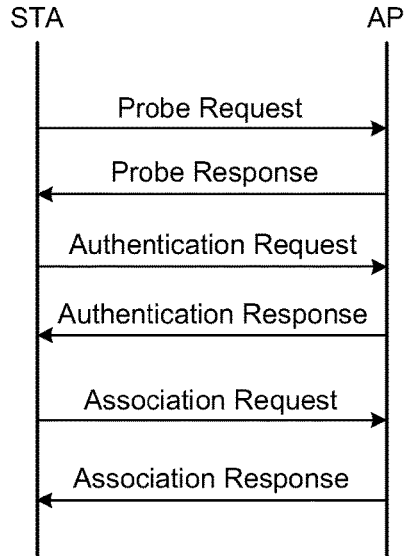 STA AP
Probe Request
Probe Response
Authentication Request
Authentication Response
Association Request
Association Response